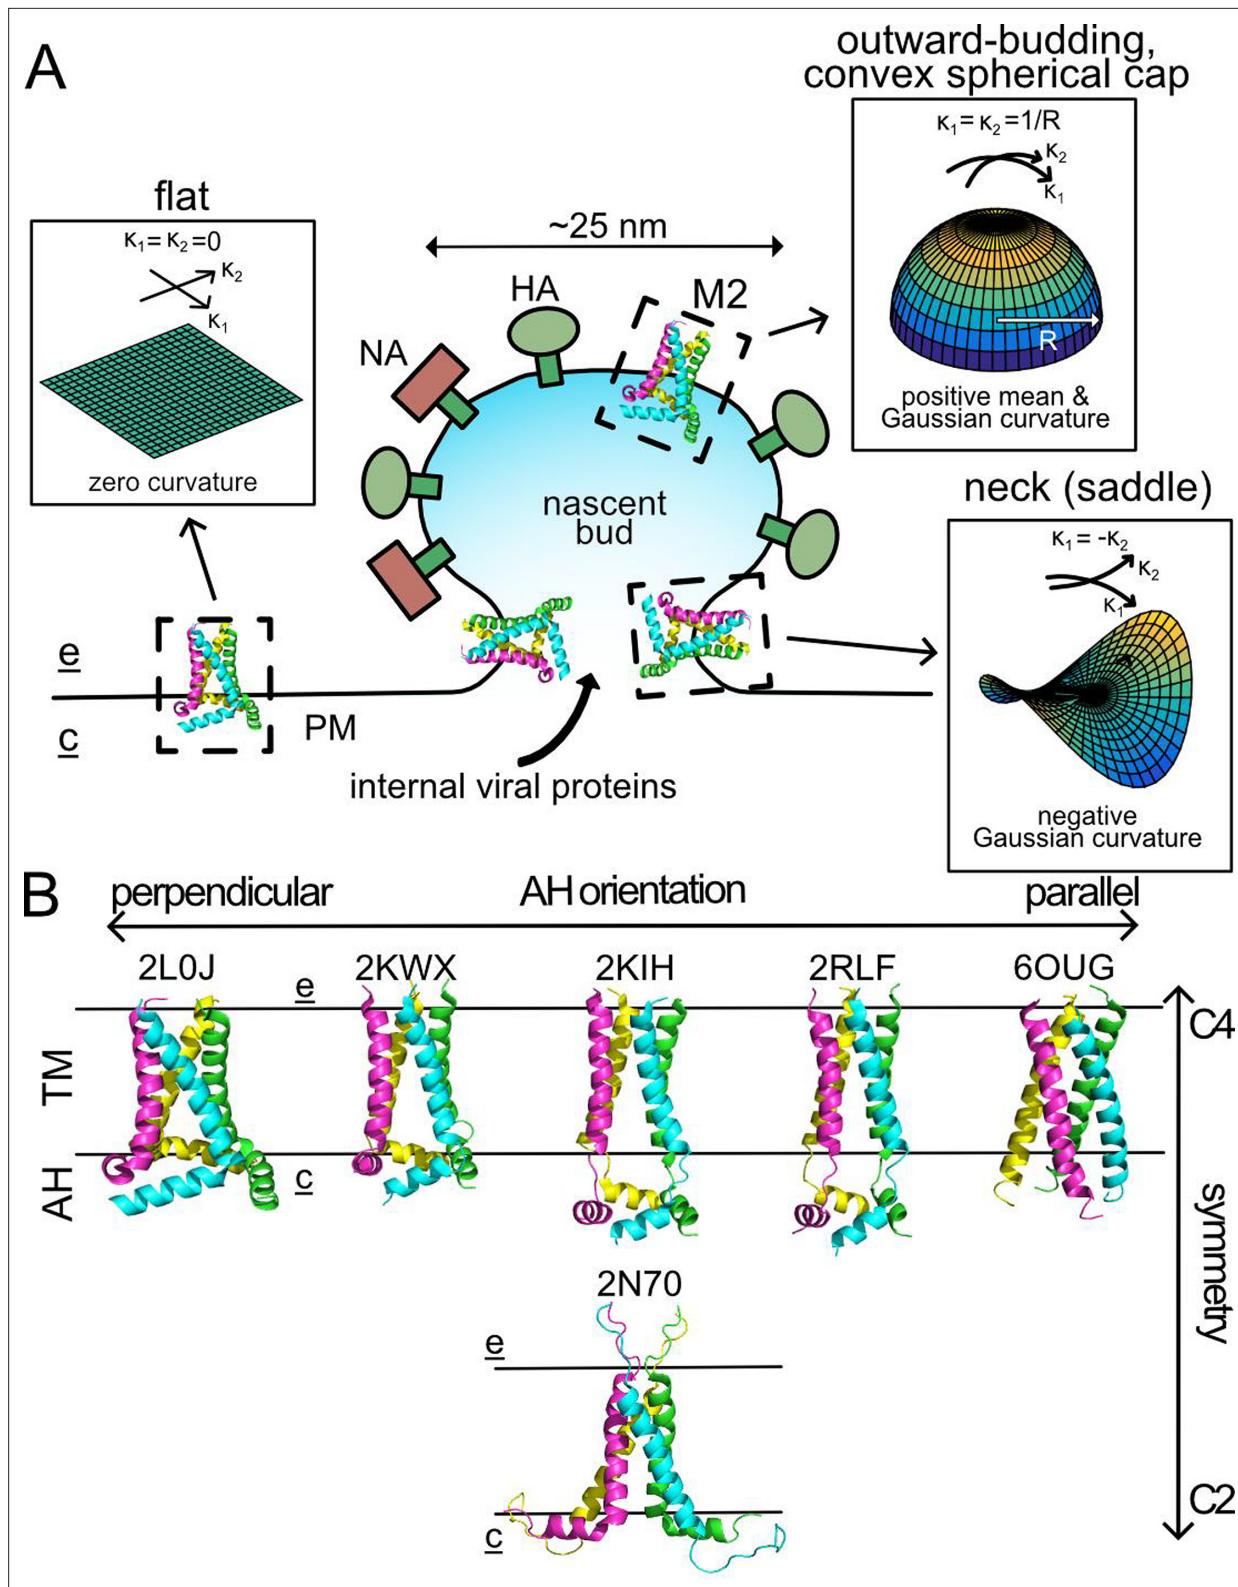 A
outward-budding,
convex spherical cap
κ1 = κ2 =1/R
κ2
κ1
R
positive mean &
Gaussian curvature
flat
κ1= κ2=0
κ2
κ1
zero curvature
~25 nm
HA
M2
NA
nascent
bud
neck (saddle)
κ1 = -κ2
κ2
κ1
negative
Gaussian curvature
e
c
PM
internal viral proteins
B
perpendicular
AH orientation
parallel
2L0J
2KWX
2KIH
2RLF
6OUG
e
C4
TM
AH
c
symmetry
2N70
e
c
C2